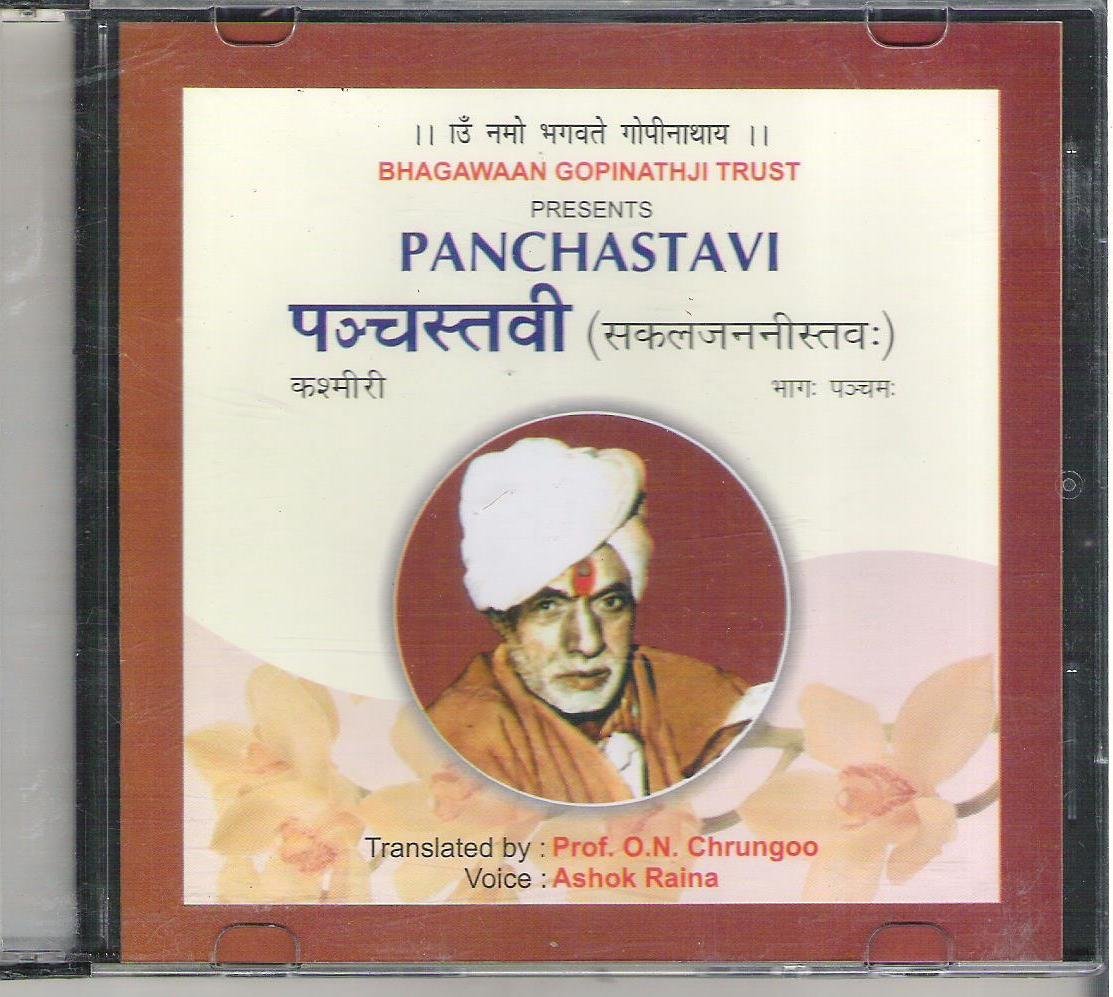 ।। ॐ नमो भगवते गोपीनाथाय ।।
BHAGAWAAN GOPINATHJI TRUST
PRESENTS
PANCHASTAVI
पञ्चस्तवी (सकलजननीस्तवः)
कश्मीरी भागः पञ्चमः
Translated by : Prof. O.N. Chrungoo
Voice : Ashok Raina